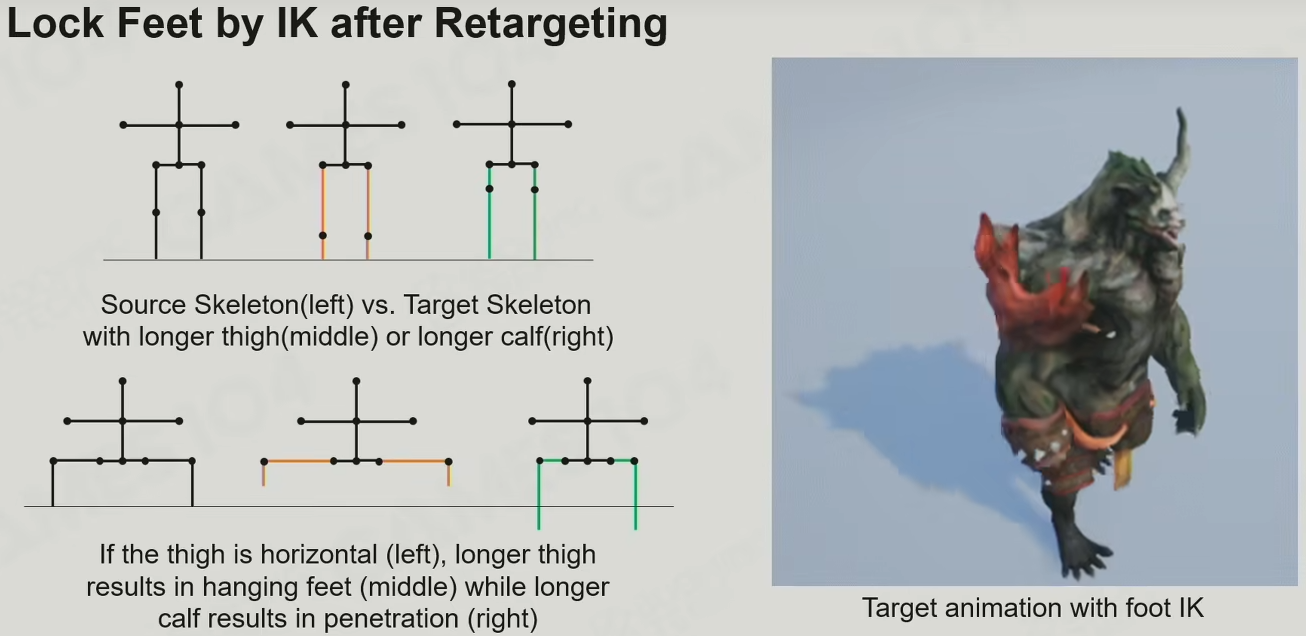 Lock Feet by IK after Retargeting
Source Skeleton(left) vs. Target Skeleton
with longer thigh(middle) or longer calf(right)
If the thigh is horizontal (left), longer thigh
results in hanging feet (middle) while longer
calf results in penetration (right)
Target animation with foot IK